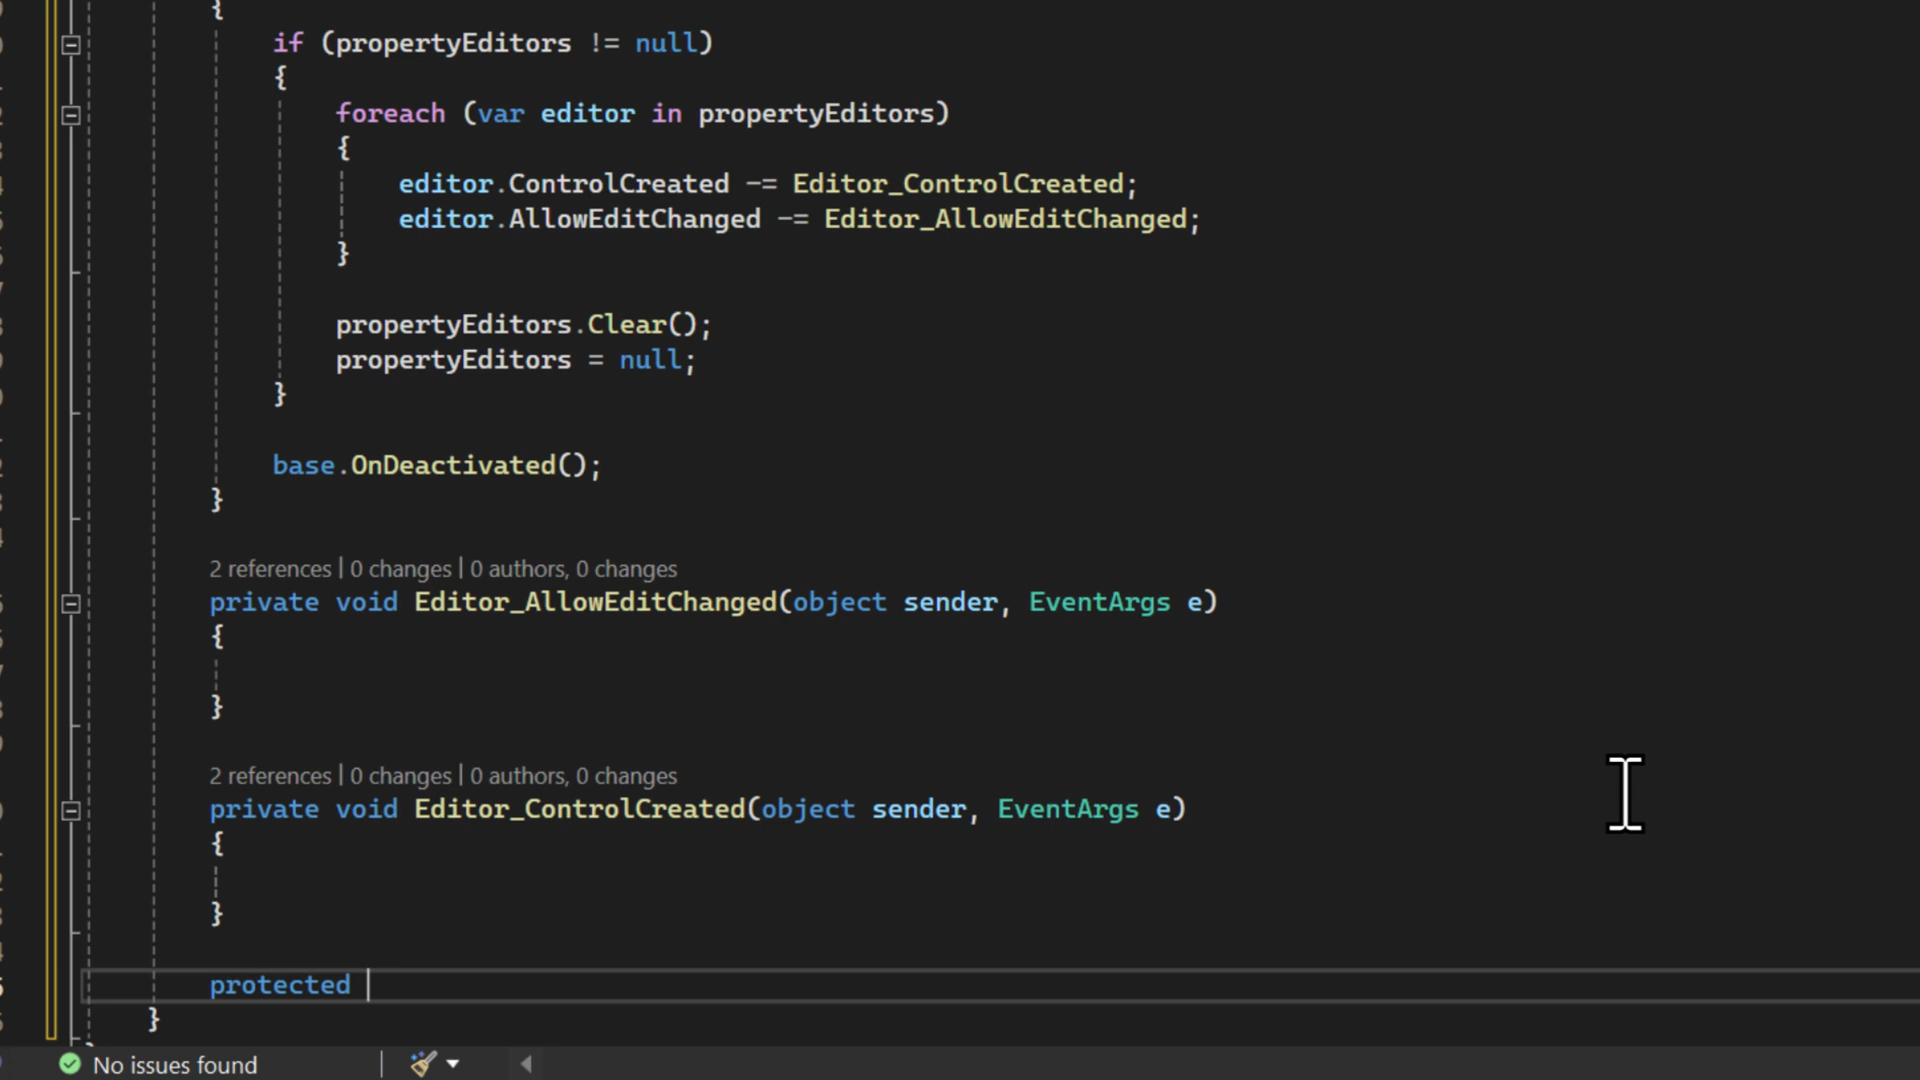 {
if (propertyEditors != null)
{
foreach (var editor in propertyEditors)
{
editor.ControlCreated -= Editor_ControlCreated;
editor.AllowEditChanged -= Editor_AllowEditChanged;
}
propertyEditors.Clear();
propertyEditors = null;
}
base.OnDeactivated();
}
2 references | 0 changes | 0 authors, 0 changes
private void Editor_AllowEditChanged(object sender, EventArgs e)
{
}
2 references | 0 changes | 0 authors, 0 changes
private void Editor_ControlCreated(object sender, EventArgs e)
{
}
protected
}
No issues found